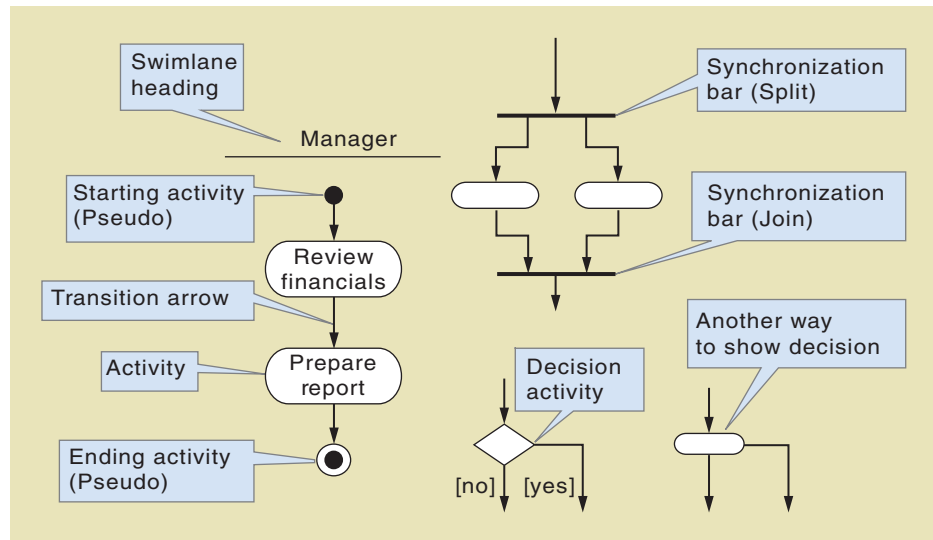 Swimlane
heading
Manager
Starting activity
(Pseudo)
Review
financials
Transition arrow
Activity
Prepare
report
Ending activity
(Pseudo)
Synchronization
bar (Split)
Synchronization
bar (Join)
Decision
activity
[no] [yes]
Another way
to show decision